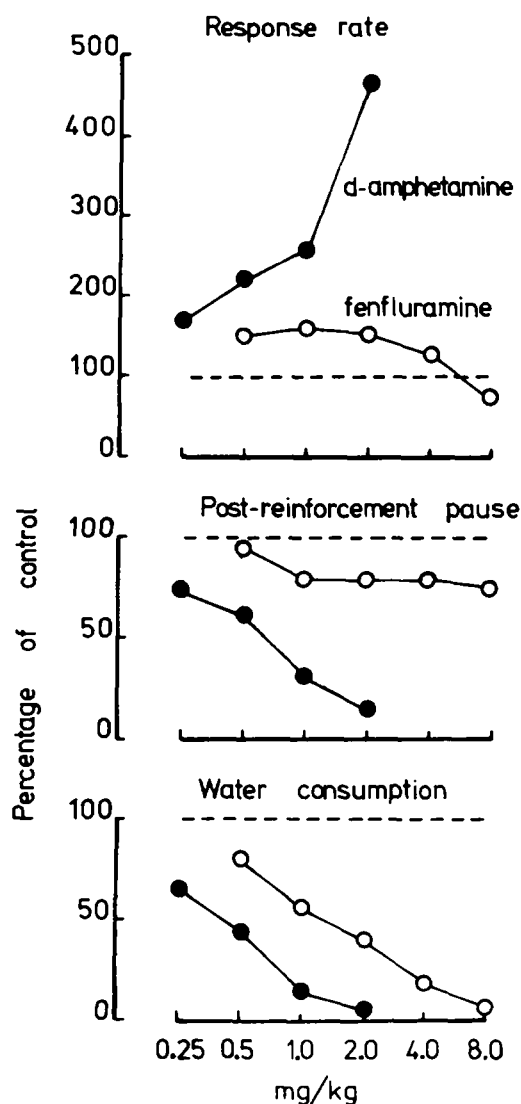 Response rate
500
400
d-amphetamine
300
200
fenfluramine
100
0
Post-reinforcement pause
100
50
0
Percentage of control
Water consumption
100
50
0
0.25 0.5 1.0 2.0 4.0 8.0
mg/kg